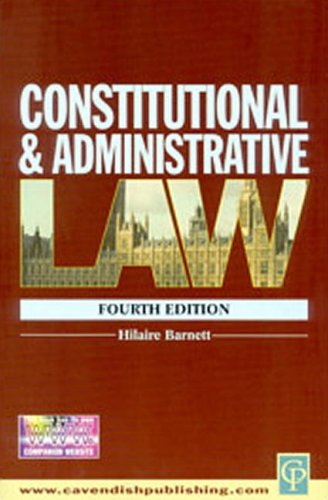 CONSTITUTIONAL
& ADMINISTRATIVE
LAW
FOURTH EDITION
Hilaire Barnett
COMPANION WEBSITE
CP
www.cavendishpublishing.com